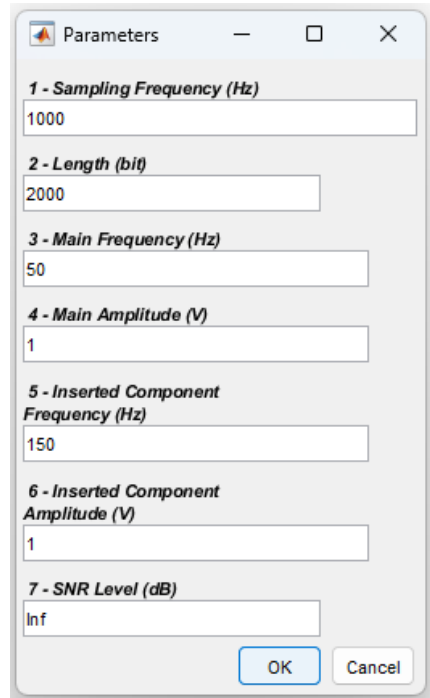 Parameters
1 - Sampling Frequency (Hz)
1000
2 - Length (bit)
2000
3 - Main Frequency (Hz)
50
4 - Main Amplitude (V)
1
5 - Inserted Component
Frequency (Hz)
150
6 - Inserted Component
Amplitude (V)
1
7 - SNR Level (dB)
Inf
OK Cancel